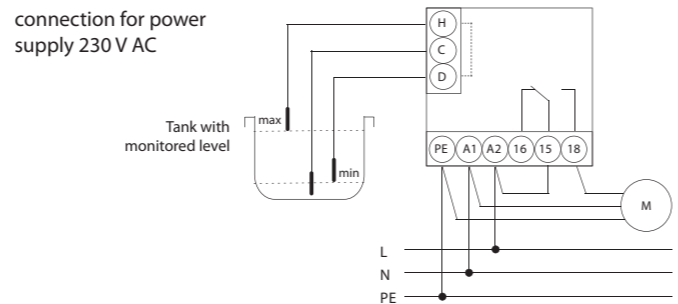 connection for power
supply 230 V AC
H
C
D
max
Tank with
monitored level
min
PE A1 A2 16 15 18
M
L
N
PE